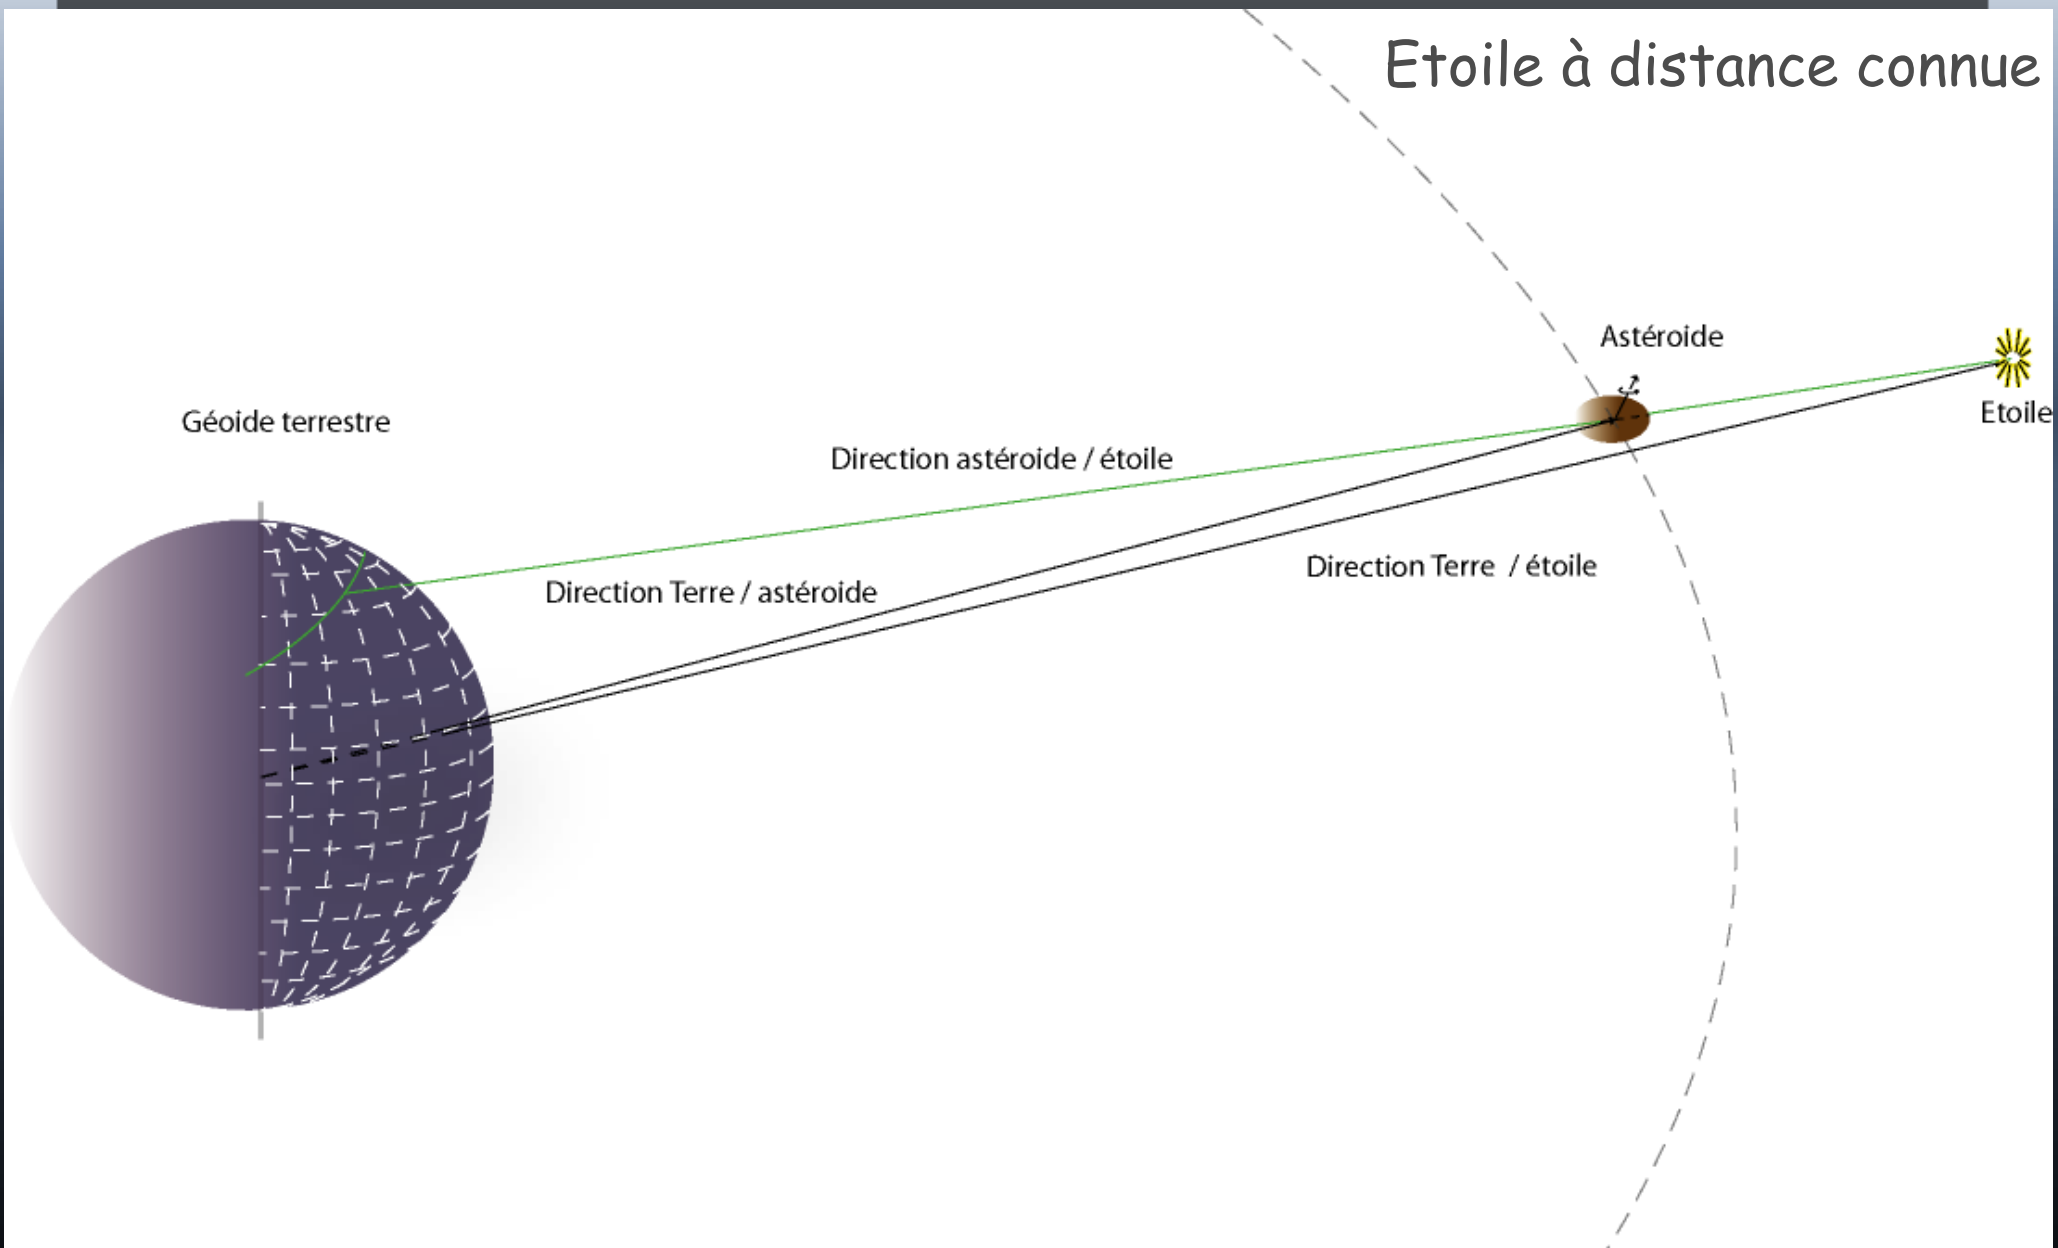 Etoile à distance connue
Astéroide
Etoile
Géoide terrestre
Direction astéroide / étoile
Direction Terre / étoile
Direction Terre / astéroide